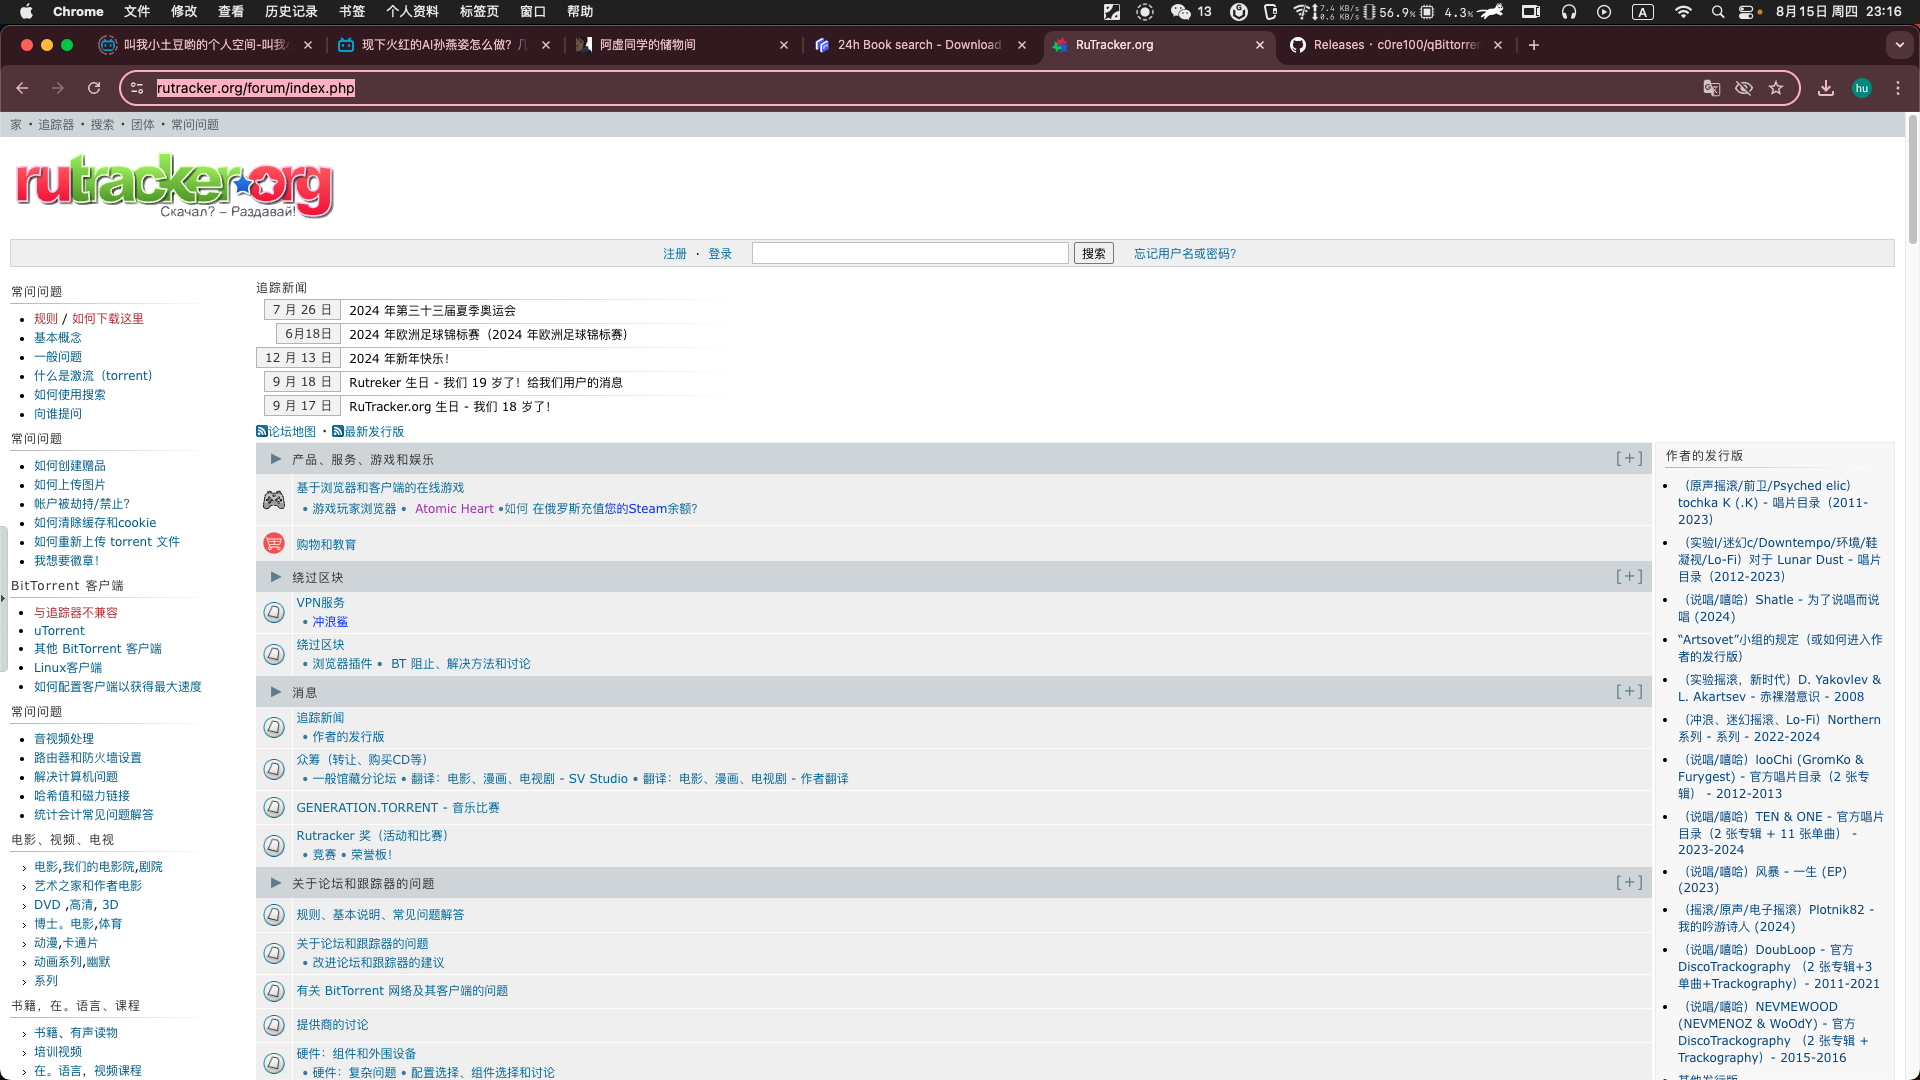 Chrome 文件 修改 查看 历史记录 书签 个人资料 标签页 窗口 帮助 13 7.4 KB/s 0.6 KB/s 56.9% 4.3% A 8月15日 周四 23:16
叫我小土豆哟的个人空间-叫我 现下火红的AI孙燕姿怎么做？几 阿虚同学的储物间 24h Book search - Download RuTracker.org Releases · c0re100/qBittorrer
rutracker.org/forum/index.php hu
家 · 追踪器 · 搜索 · 团体 · 常问问题
rutracker.org
Скачал? – Раздавай!
注册 · 登录 搜索 忘记用户名或密码?
常问问题
规则 / 如何下载这里
基本概念
一般问题
什么是激流（torrent）
如何使用搜索
向谁提问
常问问题
如何创建赠品
如何上传图片
帐户被劫持/禁止?
如何清除缓存和cookie
如何重新上传 torrent 文件
我想要徽章！
BitTorrent 客户端
与追踪器不兼容
uTorrent
其他 BitTorrent 客户端
Linux客户端
如何配置客户端以获得最大速度
常问问题
音视频处理
路由器和防火墙设置
解决计算机问题
哈希值和磁力链接
统计会计常见问题解答
电影、视频、电视
电影,我们的电影院,剧院
艺术之家和作者电影
DVD ,高清, 3D
博士。电影,体育
动漫,卡通片
动画系列,幽默
系列
书籍，在。语言、课程
书籍、有声读物
培训视频
在。语言，视频课程
追踪新闻
7 月 26 日 2024 年第三十三届夏季奥运会
6月18日 2024 年欧洲足球锦标赛（2024 年欧洲足球锦标赛）
12 月 13 日 2024 年新年快乐！
9 月 18 日 Rutreker 生日 - 我们 19 岁了！给我们用户的消息
9 月 17 日 RuTracker.org 生日 - 我们 18 岁了！
论坛地图 · 最新发行版
产品、服务、游戏和娱乐 [+]
基于浏览器和客户端的在线游戏
• 游戏玩家浏览器 • Atomic Heart •如何 在俄罗斯充值您的Steam余额?
购物和教育
绕过区块 [+]
VPN服务
• 冲浪鲨
绕过区块
• 浏览器插件 • BT 阻止、解决方法和讨论
消息 [+]
追踪新闻
• 作者的发行版
众筹（转让、购买CD等）
• 一般馆藏分论坛 • 翻译：电影、漫画、电视剧 - SV Studio • 翻译：电影、漫画、电视剧 - 作者翻译
GENERATION.TORRENT - 音乐比赛
Rutracker 奖（活动和比赛）
• 竞赛 • 荣誉板！
关于论坛和跟踪器的问题 [+]
规则、基本说明、常见问题解答
关于论坛和跟踪器的问题
• 改进论坛和跟踪器的建议
有关 BitTorrent 网络及其客户端的问题
提供商的讨论
硬件：组件和外围设备
• 硬件：复杂问题 • 配置选择、组件选择和讨论
作者的发行版
（原声摇滚/前卫/Psyched elic）
tochka K (.K) - 唱片目录（2011-
2023）
（实验l/迷幻c/Downtempo/环境/鞋
凝视/Lo-Fi）对于 Lunar Dust - 唱片
目录（2012-2023）
（说唱/嘻哈）Shatle - 为了说唱而说
唱 (2024)
“Artsovet”小组的规定（或如何进入作
者的发行版）
（实验摇滚，新时代）D. Yakovlev &
L. Akartsev - 赤裸潜意识 - 2008
（冲浪、迷幻摇滚、Lo-Fi）Northern
系列 - 系列 - 2022-2024
（说唱/嘻哈）looChi (GromKo &
Furygest) - 官方唱片目录（2 张专
辑） - 2012-2013
（说唱/嘻哈）TEN & ONE - 官方唱片
目录（2 张专辑 + 11 张单曲） -
2023-2024
（说唱/嘻哈）风暴 - 一生 (EP)
(2023)
（摇滚/原声/电子摇滚）Plotnik82 -
我的吟游诗人 (2024)
（说唱/嘻哈）DoubLoop - 官方
DiscoTrackography （2 张专辑+3
单曲+Trackography）- 2011-2021
（说唱/嘻哈）NEVMEWOOD
(NEVMENOZ & WoOdY) - 官方
DiscoTrackography （2 张专辑 +
Trackography）- 2015-2016
其他发行版